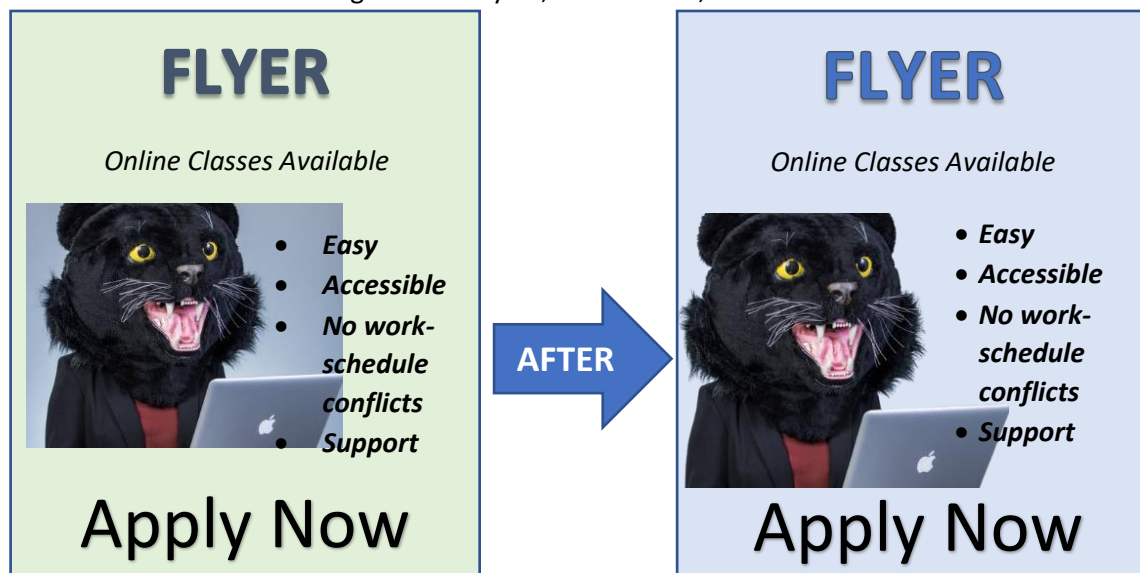 FLYER
Online Classes Available
• Easy
• Accessible
• No work-
schedule
conflicts
• Support
Apply Now
AFTER
FLYER
Online Classes Available
• Easy
• Accessible
• No work-
schedule
conflicts
• Support
Apply Now